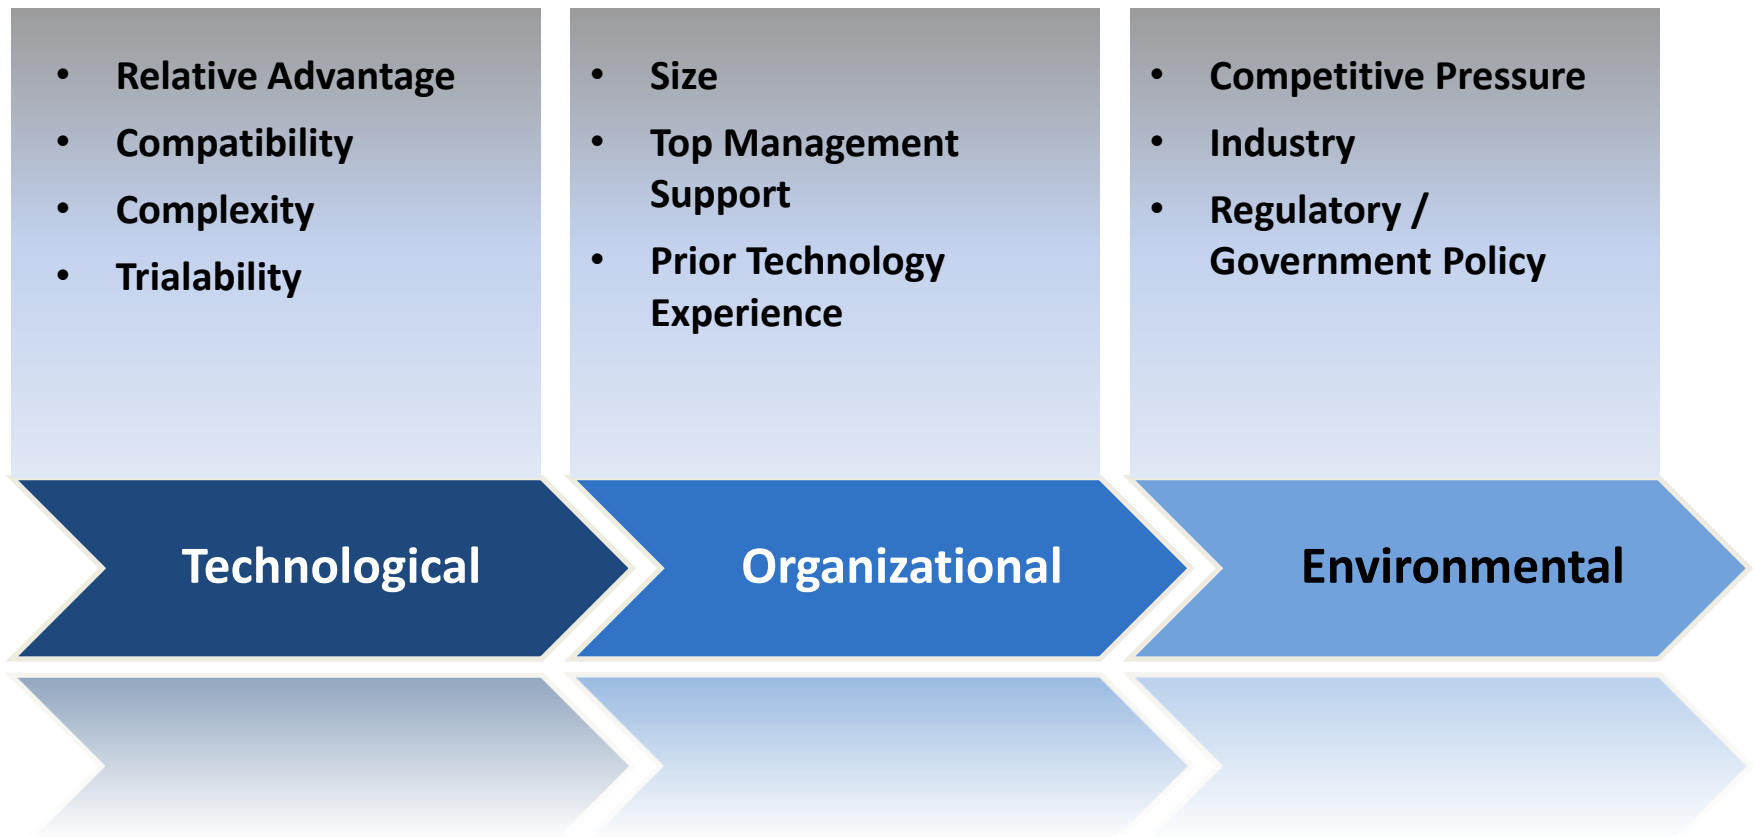 • Relative Advantage
• Compatibility
• Complexity
• Trialability
• Size
• Top Management
Support
• Prior Technology
Experience
• Competitive Pressure
• Industry
• Regulatory /
Government Policy
Technological
Organizational
Environmental